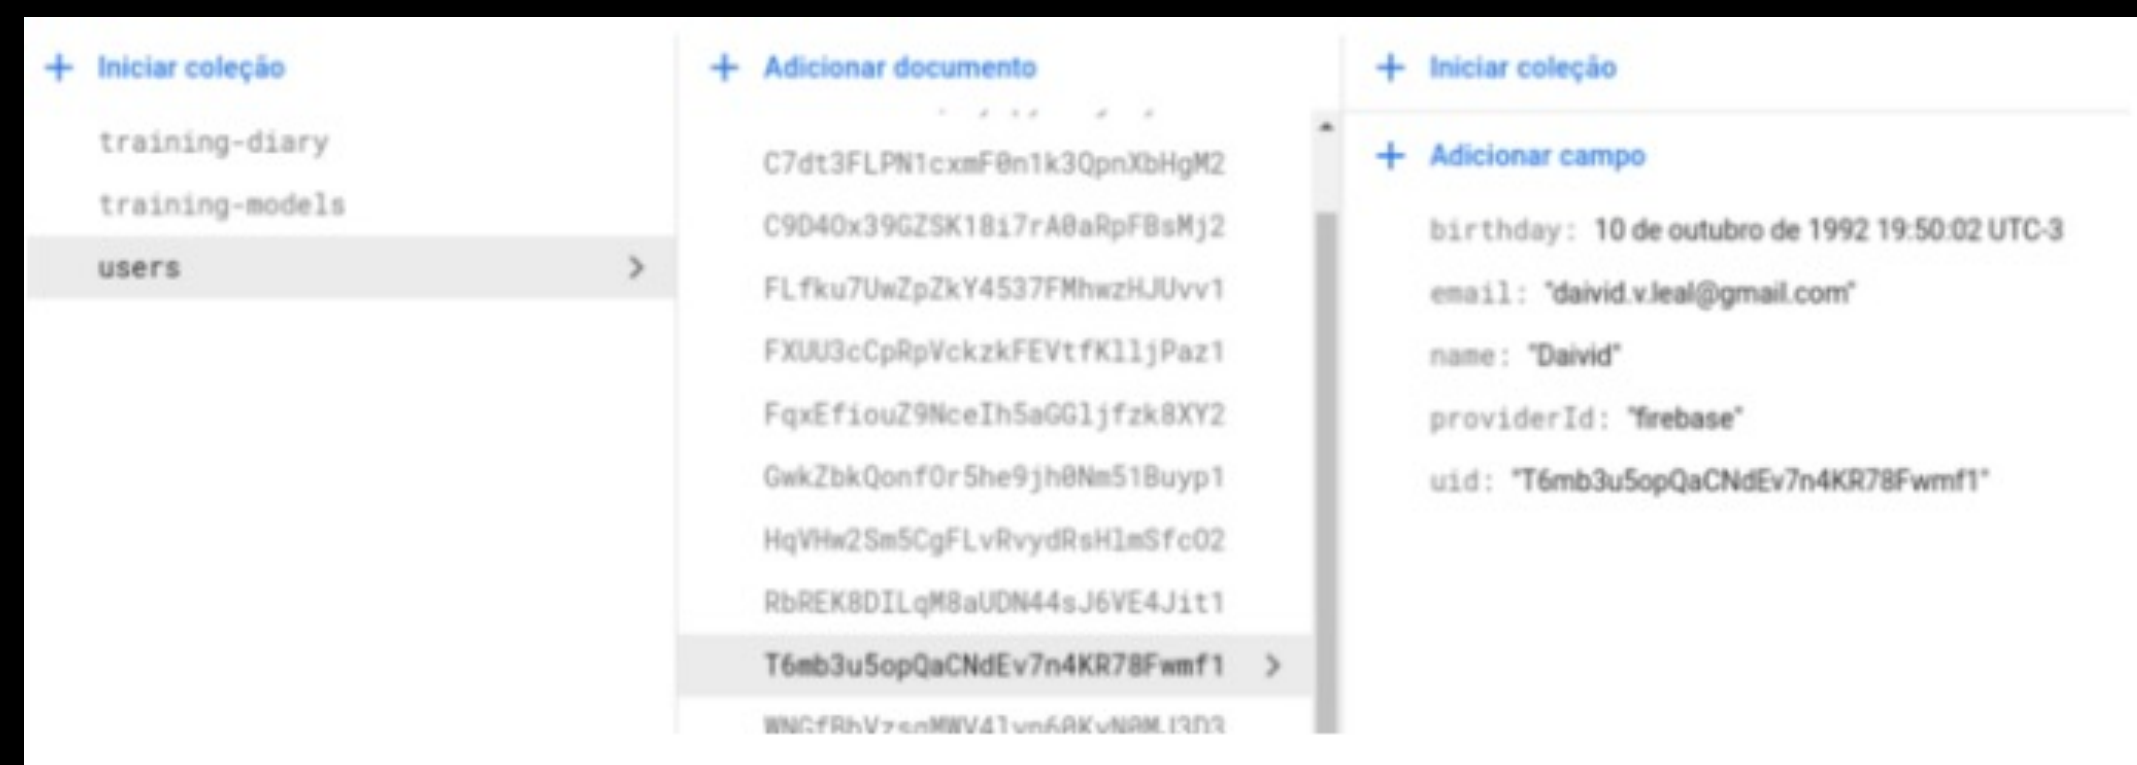 Iniciar coleção
training-diary
training-models
users
Adicionar documento
C7dt3FLPN1cxmF0n1k3QpnXbHgM2
C9D4Ox39GZSK18i7rA0aRpFBsMj2
FLfku7UwZpZkY4537FMhwzHJUvv1
FXUU3cCpRpVckzkFEVtfKlljPaz1
FqxEfiouZ9NceIh5aGGljfzk8XY2
GwkZbkQonfOr5he9jh0Nm51Buyp1
HqVHw2Sm5CgFLvRvydRsHlmSfcO2
RbREK8DILqM8aUDN44sJ6VE4Jit1
T6mb3u5opQaCNdEv7n4KR78Fwmf1
Iniciar coleção
Adicionar campo
birthday: 10 de outubro de 1992 19:50:02 UTC-3
email: "daivid.v.leal@gmail.com"
name: "Daivid"
providerId: "firebase"
uid: "T6mb3u5opQaCNdEv7n4KR78Fwmf1"